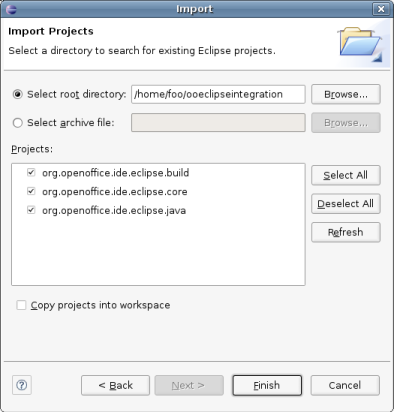 Import
Import Projects
Select a directory to search for existing Eclipse projects.
Select root directory: /home/foo/ooeclipseintegration Browse...
Select archive file: Browse...
Projects:
org.openoffice.ide.eclipse.build
org.openoffice.ide.eclipse.core
org.openoffice.ide.eclipse.java
Select All
Deselect All
Refresh
Copy projects into workspace
? < Back Next > Finish Cancel